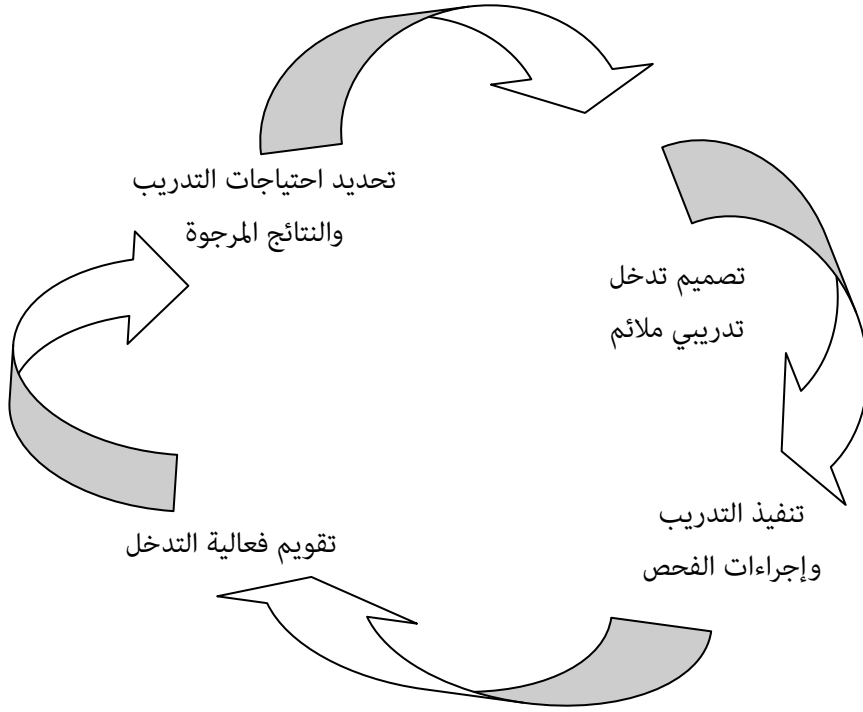 تحديد احتياجات التدريب
والنتائج المرجوة
تصميم تدخل
تدريبي ملائم
تنفيذ التدريب
وإجراءات الفحص
تقويم فعالية التدخل